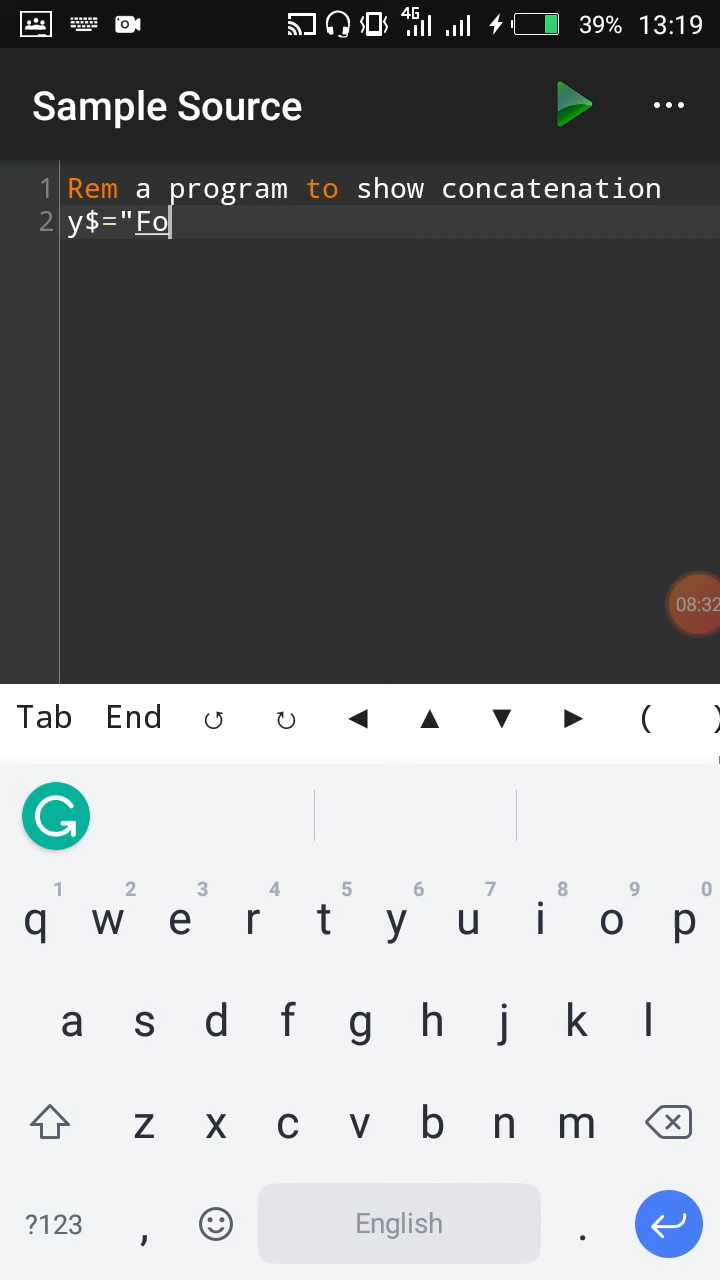 4G 39% 13:19
Sample Source
1 Rem a program to show concatenation
2 y$="Fo
08:32
Tab End ↺ ↻ ◀ ▲ ▼ ▶ ( )
G
1 2 3 4 5 6 7 8 9 0
q w e r t y u i o p
a s d f g h j k l
z x c v b n m
?123 , English .